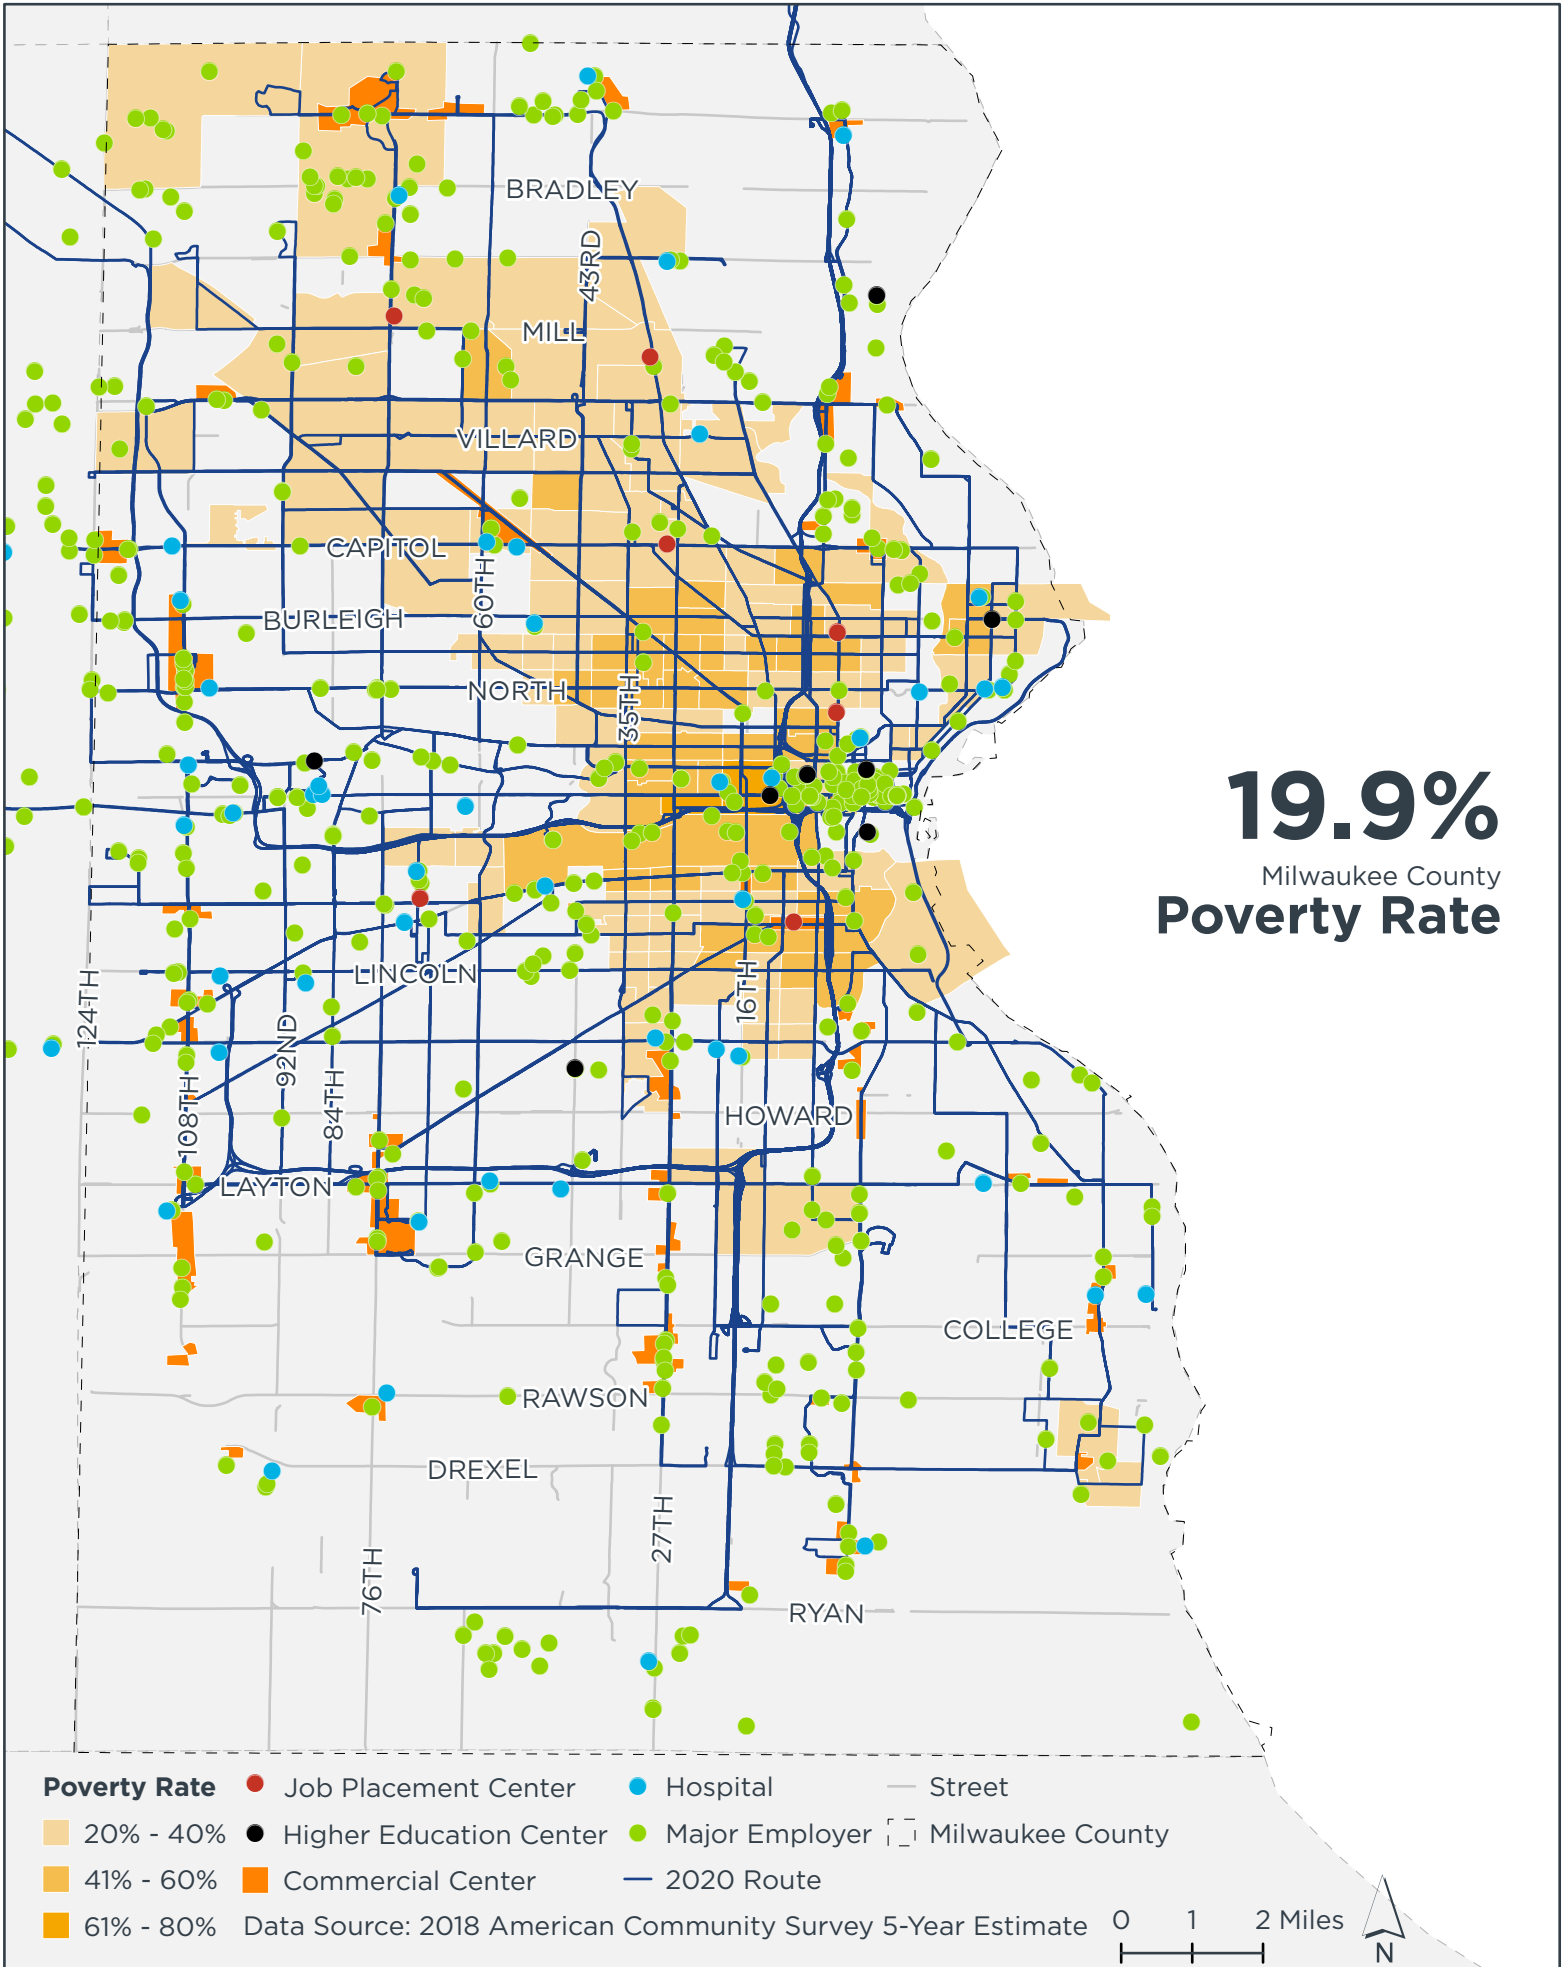 BRADLEY
43RD
MILL
VILLARD
CAPITOL
60TH
BURLEIGH
NORTH
35TH
19.9%
Milwaukee County
Poverty Rate
LINCOLN
16TH
124TH
92ND
84TH
108TH
HOWARD
LAYTON
GRANGE
COLLEGE
RAWSON
DREXEL
27TH
76TH
RYAN
Poverty Rate
20% - 40%
41% - 60%
61% - 80%
Job Placement Center
Higher Education Center
Commercial Center
Hospital
Major Employer
2020 Route
Street
Milwaukee County
Data Source: 2018 American Community Survey 5-Year Estimate
0 1 2 Miles
N